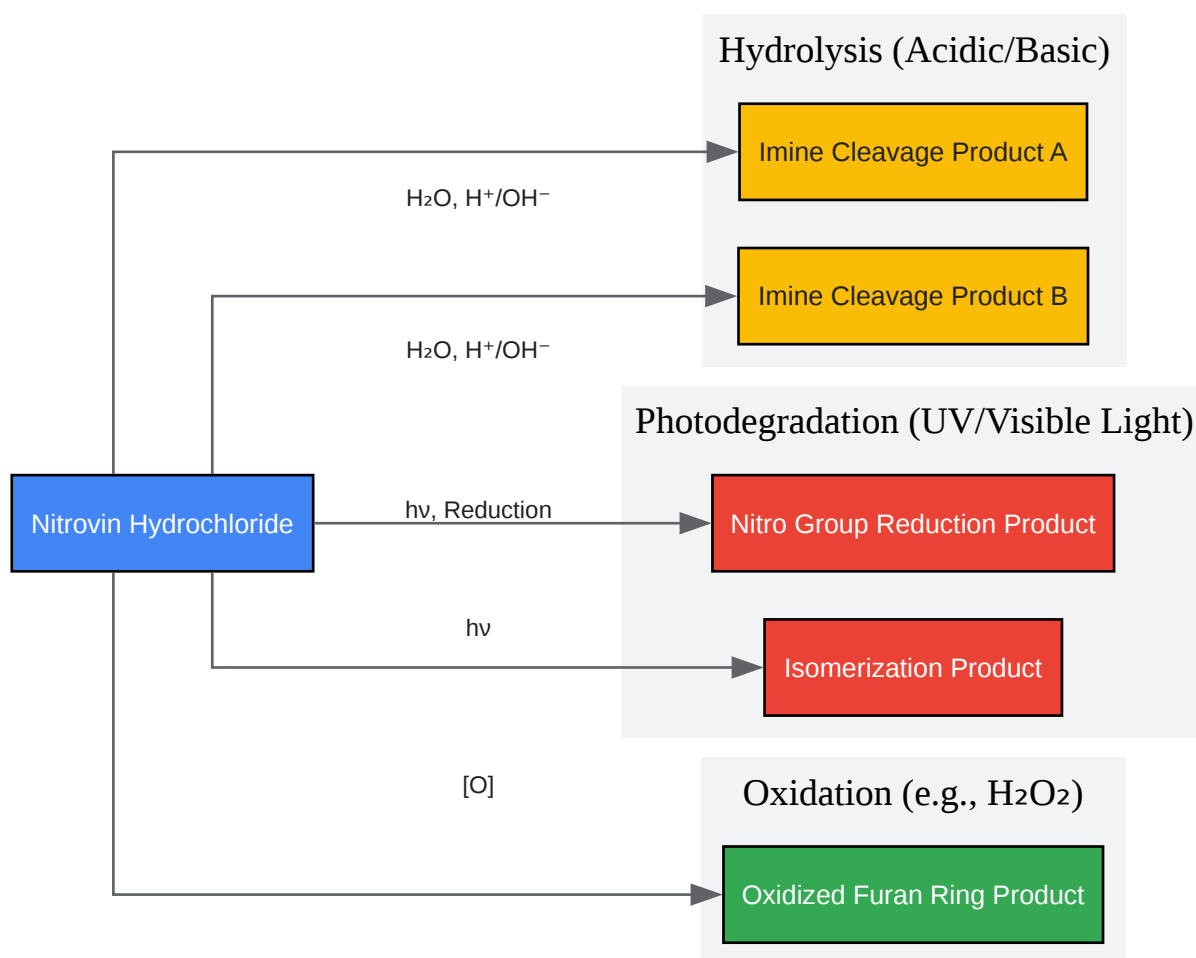 Hydrolysis (Acidic/Basic)
Imine Cleavage Product A
H₂O, H⁺/OH⁻
Imine Cleavage Product B
H₂O, H⁺/OH⁻
Photodegradation (UV/Visible Light)
Nitrovin Hydrochloride
hν, Reduction
Nitro Group Reduction Product
hν
Isomerization Product
[O]
Oxidation (e.g., H₂O₂)
Oxidized Furan Ring Product